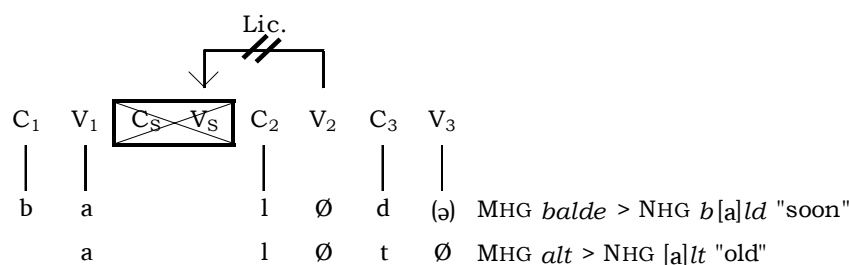 Lic.
C₁ V₁ Cₛ Vₛ C₂ V₂ C₃ V₃
b a l Ø d (ə) MHG balde > NHG b[a]ld "soon"
a l Ø t Ø MHG alt > NHG [a]lt "old"